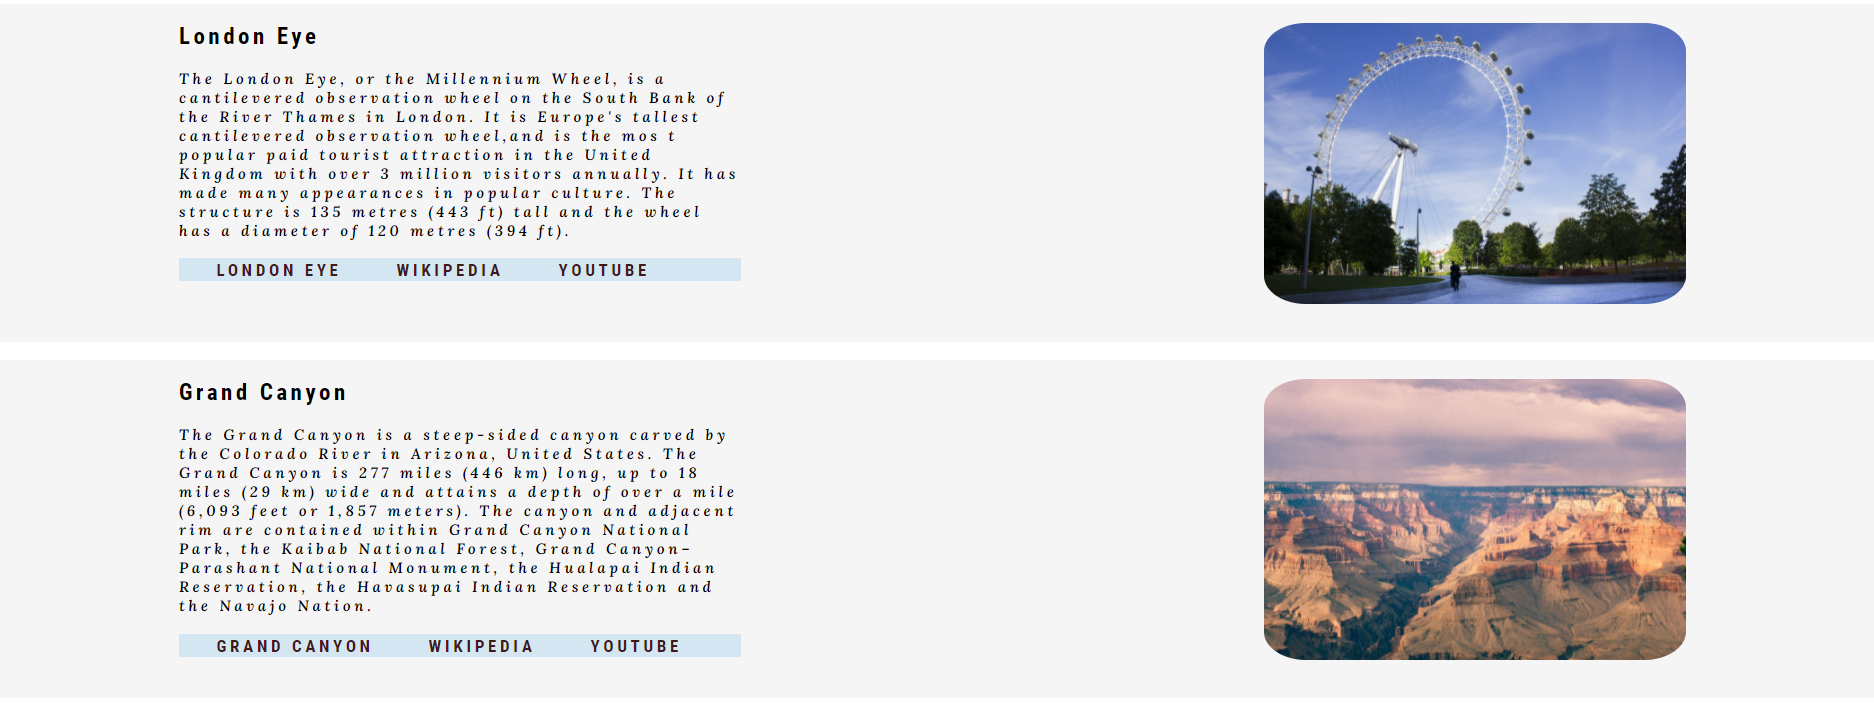 London Eye
The London Eye, or the Millennium Wheel, is a
cantilevered observation wheel on the South Bank of
the River Thames in London. It is Europe's tallest
cantilevered observation wheel,and is the mos t
popular paid tourist attraction in the United
Kingdom with over 3 million visitors annually. It has
made many appearances in popular culture. The
structure is 135 metres (443 ft) tall and the wheel
has a diameter of 120 metres (394 ft).
LONDON EYE WIKIPEDIA YOUTUBE
Grand Canyon
The Grand Canyon is a steep-sided canyon carved by
the Colorado River in Arizona, United States. The
Grand Canyon is 277 miles (446 km) long, up to 18
miles (29 km) wide and attains a depth of over a mile
(6,093 feet or 1,857 meters). The canyon and adjacent
rim are contained within Grand Canyon National
Park, the Kaibab National Forest, Grand Canyon–
Parashant National Monument, the Hualapai Indian
Reservation, the Havasupai Indian Reservation and
the Navajo Nation.
GRAND CANYON WIKIPEDIA YOUTUBE